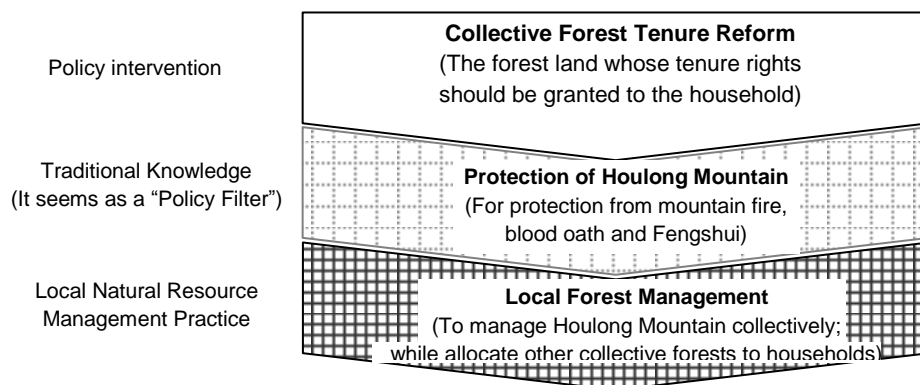 Policy intervention
Collective Forest Tenure Reform
(The forest land whose tenure rights
should be granted to the household)
Traditional Knowledge
(It seems as a “Policy Filter”)
Protection of Houlong Mountain
(For protection from mountain fire,
blood oath and Fengshui)
Local Natural Resource
Management Practice
Local Forest Management
(To manage Houlong Mountain collectively;
while allocate other collective forests to households)